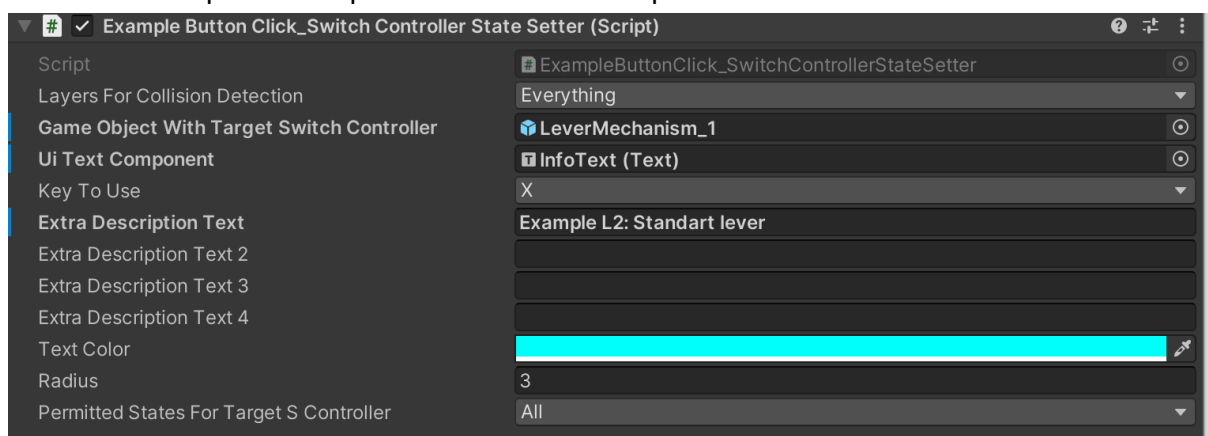 Example Button Click_Switch Controller State Setter (Script)
Script ExampleButtonClick_SwitchControllerStateSetter
Layers For Collision Detection Everything
Game Object With Target Switch Controller LeverMechanism_1
Ui Text Component InfoText (Text)
Key To Use X
Extra Description Text Example L2: Standart lever
Extra Description Text 2
Extra Description Text 3
Extra Description Text 4
Text Color
Radius 3
Permitted States For Target S Controller All